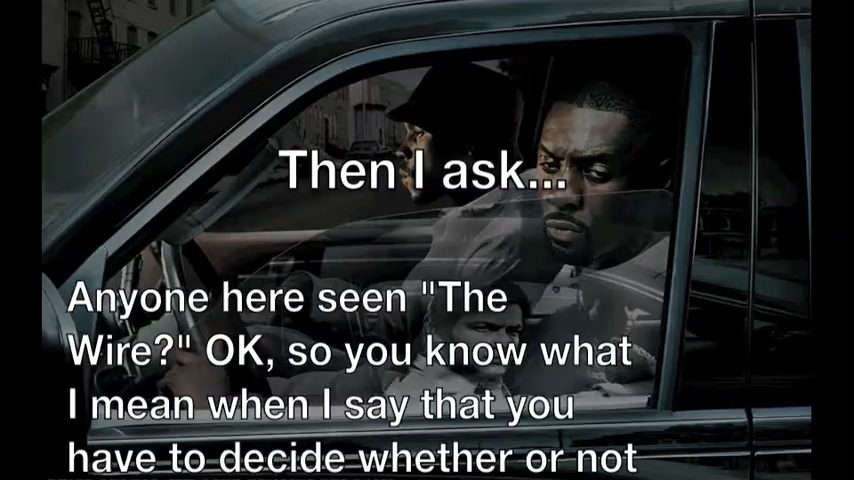 Then I ask...
Anyone here seen "The
Wire?" OK, so you know what
I mean when I say that you
have to decide whether or not